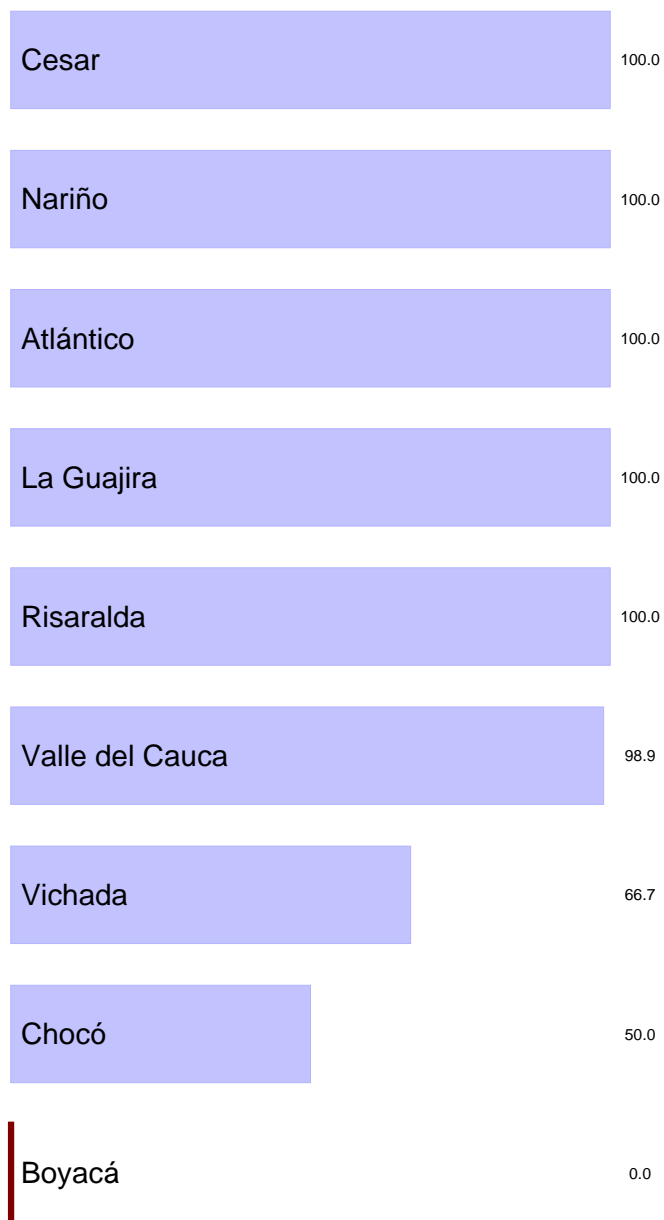 Cesar 100.0
Nariño 100.0
Atlántico 100.0
La Guajira 100.0
Risaralda 100.0
Valle del Cauca 98.9
Vichada 66.7
Chocó 50.0
Boyacá 0.0